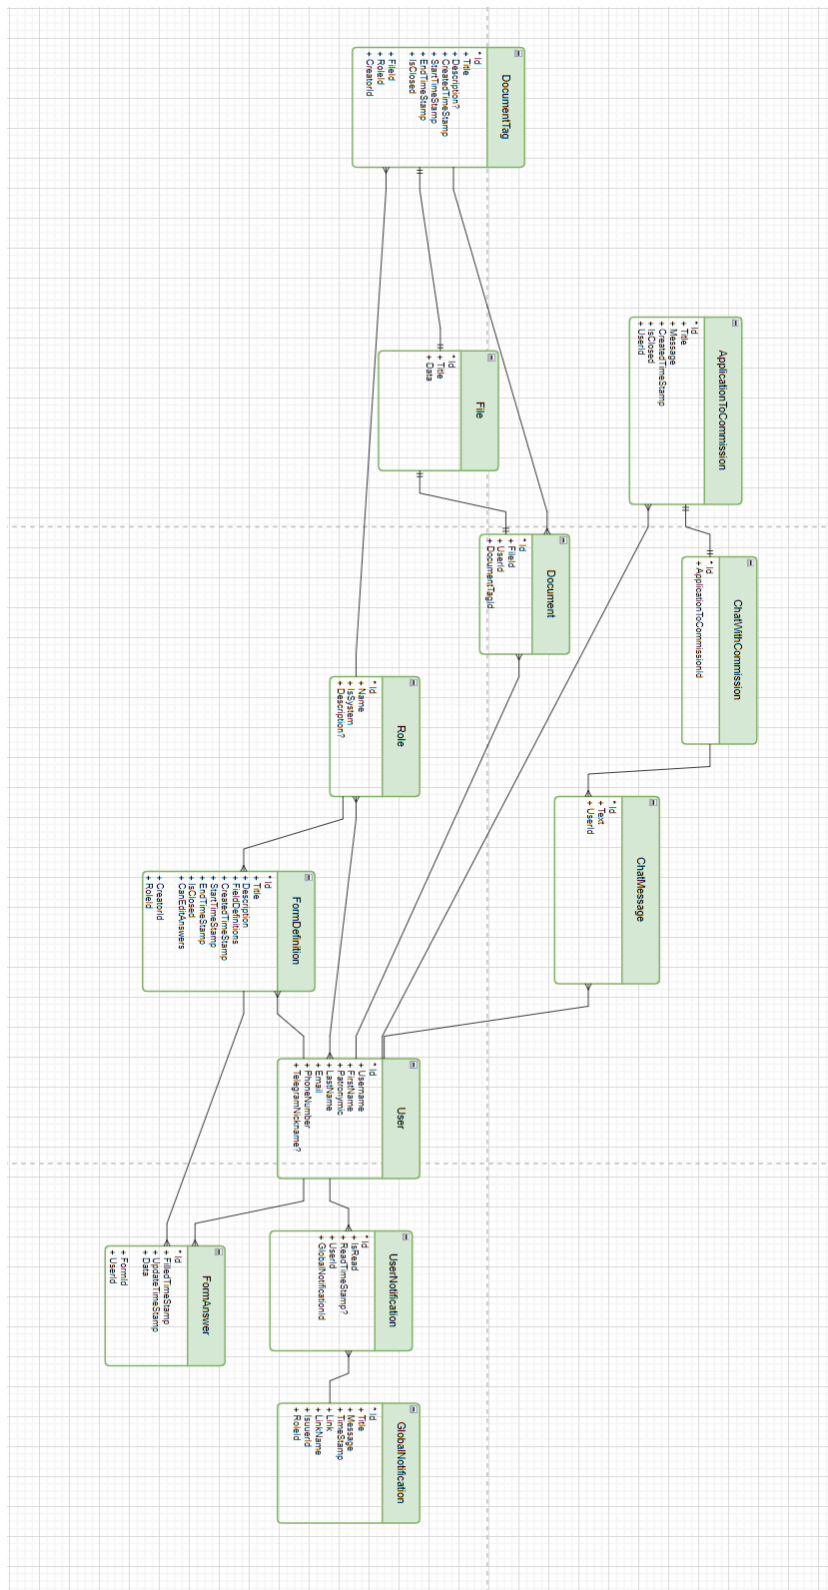 DocumentTag
* Id
+ Title
+ Description?
+ CreatedTimeStamp
+ StartTimeStamp
+ EndTimeStamp
+ IsClosed
+ FileId
+ RoleId
+ CreatorId
ApplicationToCommission
* Id
+ Title
+ Message
+ CreatedTimeStamp
+ IsClosed
+ UserId
File
* Id
+ Title
+ Data
Document
* Id
+ FileId
+ UserId
+ DocumentTagId
ChatWithCommission
* Id
+ ApplicationToCommissionId
Role
* Id
+ Name
+ IsSystem
+ Description?
ChatMessage
* Id
+ Text
+ UserId
FormDefinition
* Id
+ Title
+ Description
+ FieldDefinitions
+ CreatedTimeStamp
+ StartTimeStamp
+ EndTimeStamp
+ IsClosed
+ CanEditAnswers
+ CreatorId
+ RoleId
User
* Id
+ Username
+ FirstName
+ Patronymic
+ LastName
+ Email
+ PhoneNumber
+ TelegramNickname?
UserNotification
* Id
+ IsRead
+ ReadTimeStamp?
+ UserId
+ GlobalNotificationId
FormAnswer
* Id
+ FilledTimeStamp
+ UpdateTimeStamp
+ Data
+ FormId
+ UserId
GlobalNotification
* Id
+ Title
+ Message
+ TimeStamp
+ Link
+ LinkName
+ IsuuerId
+ RoleId